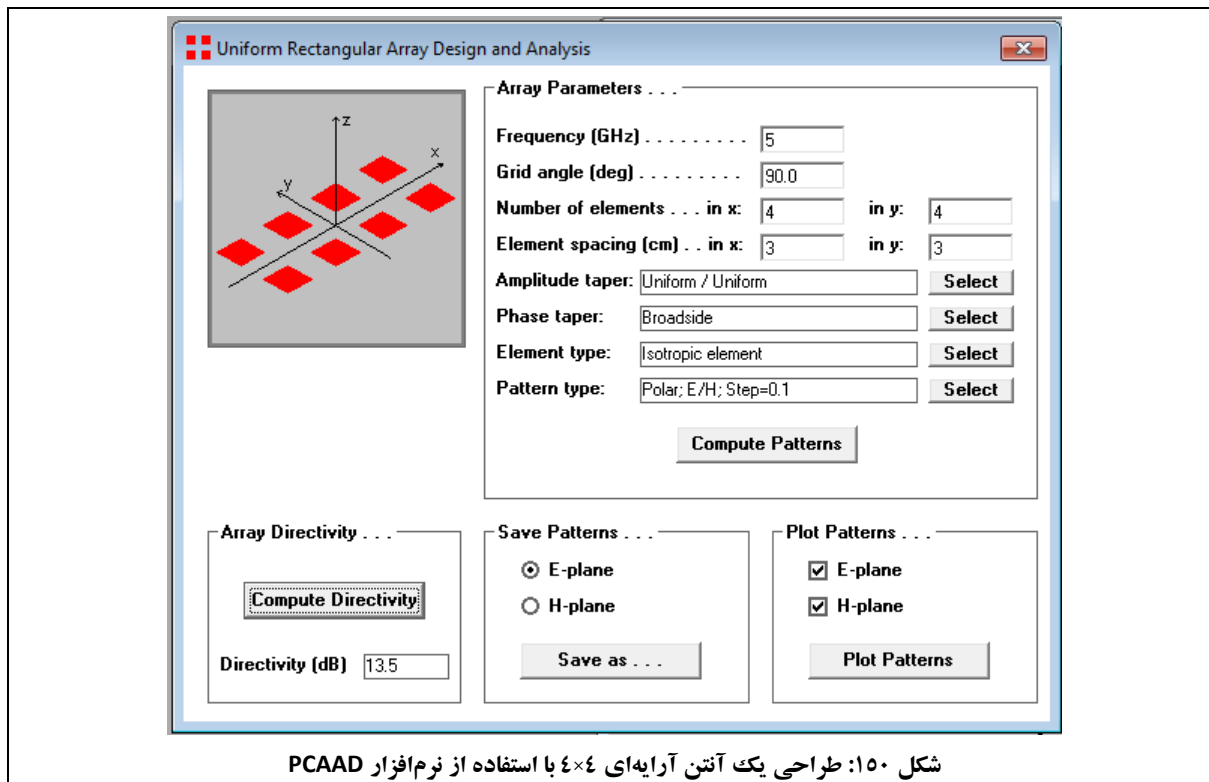 Uniform Rectangular Array Design and Analysis
z
x
y
Array Parameters . . .
Frequency (GHz) . . . . . . . . . 5
Grid angle (deg) . . . . . . . . . 90.0
Number of elements . . . in x: 4 in y: 4
Element spacing (cm) . . in x: 3 in y: 3
Amplitude taper: Uniform / Uniform Select
Phase taper: Broadside Select
Element type: Isotropic element Select
Pattern type: Polar; E/H; Step=0.1 Select
Compute Patterns
Array Directivity . . .
Compute Directivity
Directivity (dB) 13.5
Save Patterns . . .
E-plane
H-plane
Save as . . .
Plot Patterns . . .
E-plane
H-plane
Plot Patterns
شکل ۱۵۰: طراحی یک آنتن آرایه‌ای ٤×٤ با استفاده از نرم‌افزار PCAAD